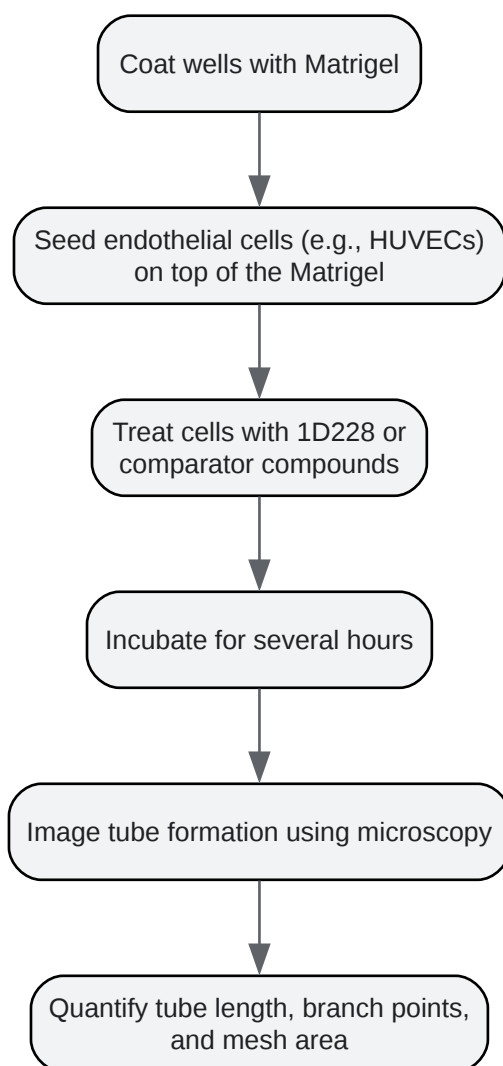 Coat wells with Matrigel
Seed endothelial cells (e.g., HUVECs)
on top of the Matrigel
Treat cells with 1D228 or
comparator compounds
Incubate for several hours
Image tube formation using microscopy
Quantify tube length, branch points,
and mesh area